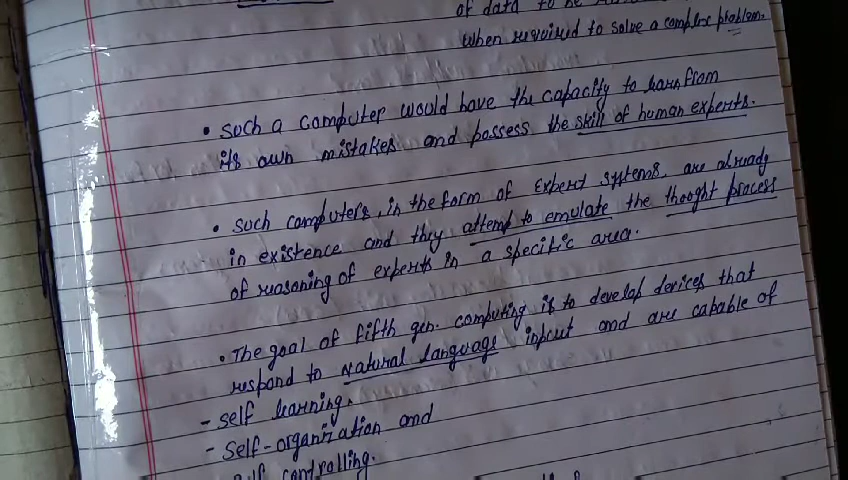 of data to be
when required to solve a complex problem.
• such a computer would have the capacity to learn from
its own mistakes and possess the skill of human experts.
• such computers, in the form of Expert systems, are already
in existence and they attempt to emulate the thought process
of reasoning of experts in a specific area.
• The goal of fifth gen. computing is to develop devices that
respond to natural language input and are capable of
- self learning,
- self-organization and
controlling.